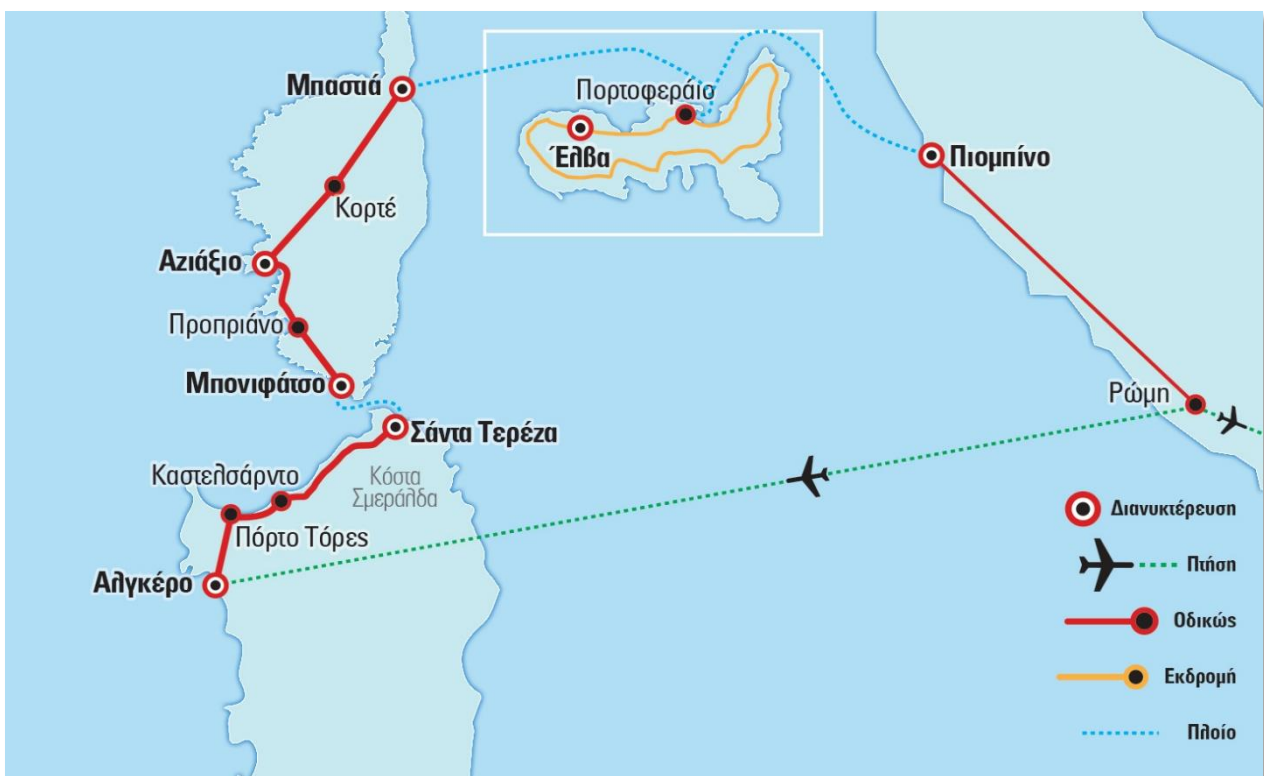 Μπαστιά
Πορτοφεράιο
Έλβα
Πιομπίνο
Κορτέ
Αζιάξιο
Προπριάνο
Μπονιφάτσο
Ρώμη
Σάντα Τερέζα
Καστελσάρντο
Κόστα
Σμεράλδα
Πόρτο Τόρες
Αλγκέρο
Διανυκτέρευση
Πτήση
Οδικώς
Εκδρομή
Πλοίο